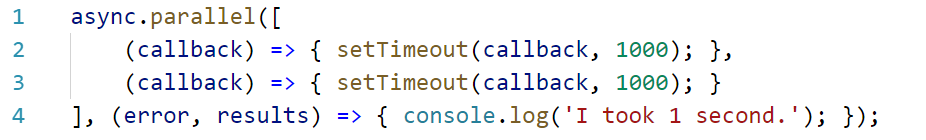 1 async.parallel([
2 (callback) => { setTimeout(callback, 1000); },
3 (callback) => { setTimeout(callback, 1000); }
4 ], (error, results) => { console.log('I took 1 second.'); });